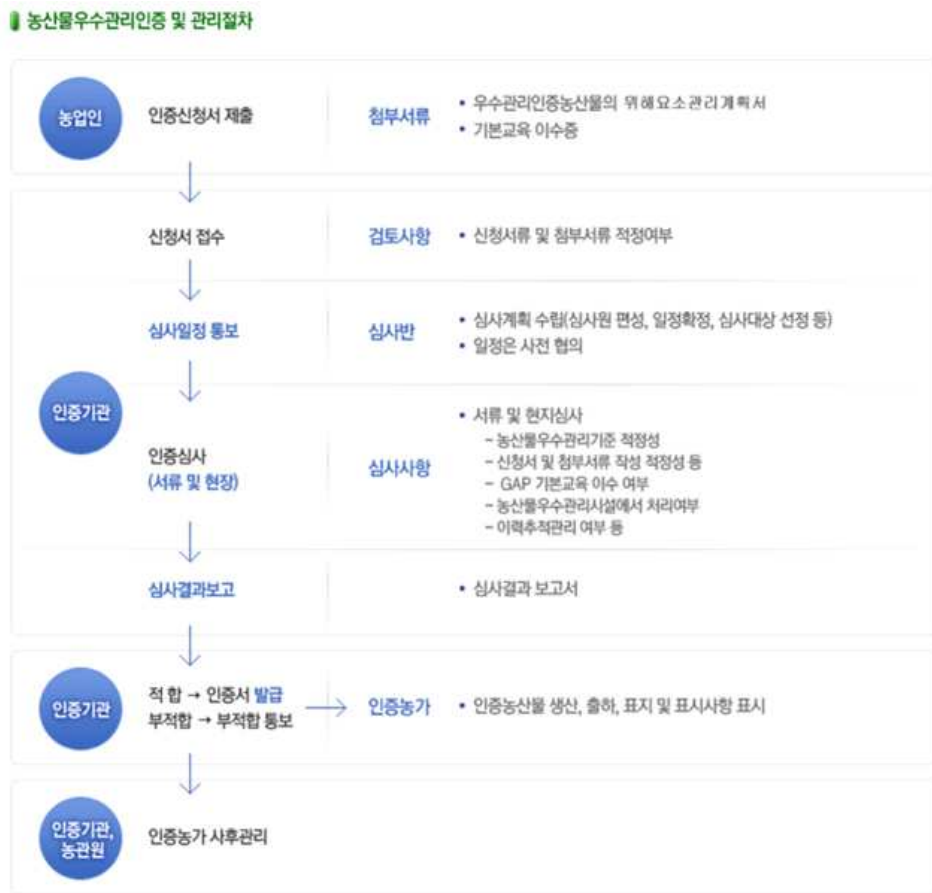 농산물우수관리인증 및 관리절차
농업인
인증신청서 제출
첨부서류
• 우수관리인증농산물의 위해요소관리계획서
• 기본교육 이수증
신청서 접수
검토사항
• 신청서류 및 첨부서류 적정여부
심사일정 통보
심사반
• 심사계획 수립(심사원 편성, 일정확정, 심사대상 선정 등)
• 일정은 사전 협의
인증기관
인증심사
(서류 및 현장)
심사사항
• 서류 및 현지심사
– 농산물우수관리기준 적정성
– 신청서 및 첨부서류 작성 적정성 등
– GAP 기본교육 이수 여부
– 농산물우수관리시설에서 처리여부
– 이력추적관리 여부 등
심사결과보고
• 심사결과 보고서
인증기관
적 합 → 인증서 발급
부적합 → 부적합 통보
인증농가
• 인증농산물 생산, 출하, 표지 및 표시사항 표시
인증기관,
농관원
인증농가 사후관리